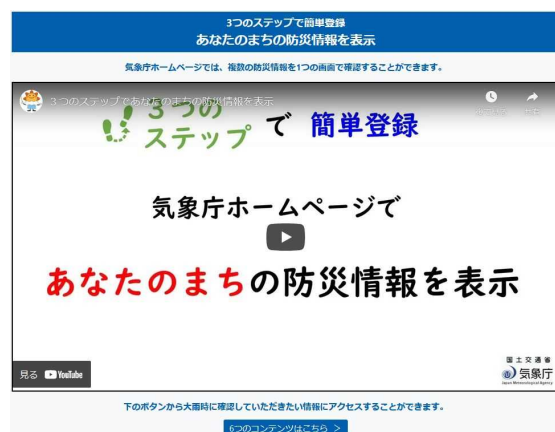 3つのステップで簡単登録
あなたのまちの防災情報を表示
気象庁ホームページでは、複数の防災情報を1つの画面で確認することができます。
3つのステップであなたのまちの防災情報を表示
3つの
ステップ で 簡単登録
気象庁ホームページで
あなたのまちの防災情報を表示
国土交通省
気象庁
Japan Meteorological Agency
見る YouTube
下のボタンから大雨時に確認していただきたい情報にアクセスすることができます。
6つのコンテンツはこちら >